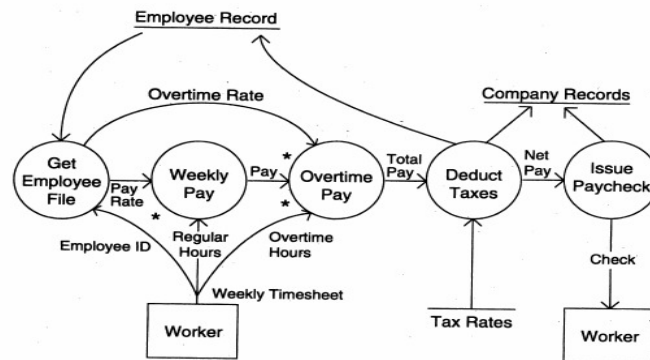 Employee Record
Overtime Rate
Company Records
Get
Employee
File
Pay
Rate
*
Weekly
Pay
Pay
*
*
Overtime
Pay
Total
Pay
Deduct
Taxes
Net
Pay
Issue
Paycheck
Employee ID
Regular
Hours
Overtime
Hours
Check
Weekly Timesheet
Worker
Tax Rates
Worker